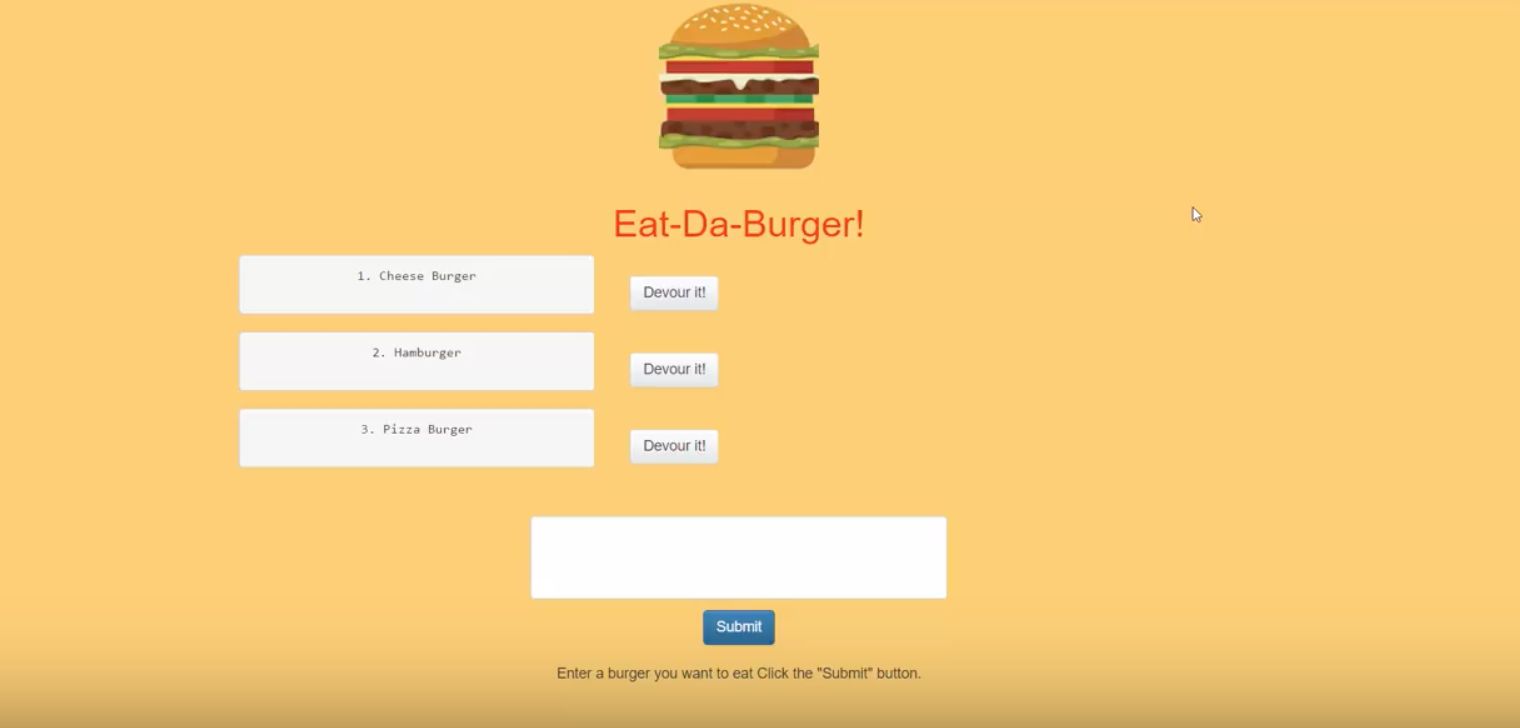 Eat-Da-Burger!
1. Cheese Burger
Devour it!
2. Hamburger
Devour it!
3. Pizza Burger
Devour it!
Submit
Enter a burger you want to eat Click the "Submit" button.